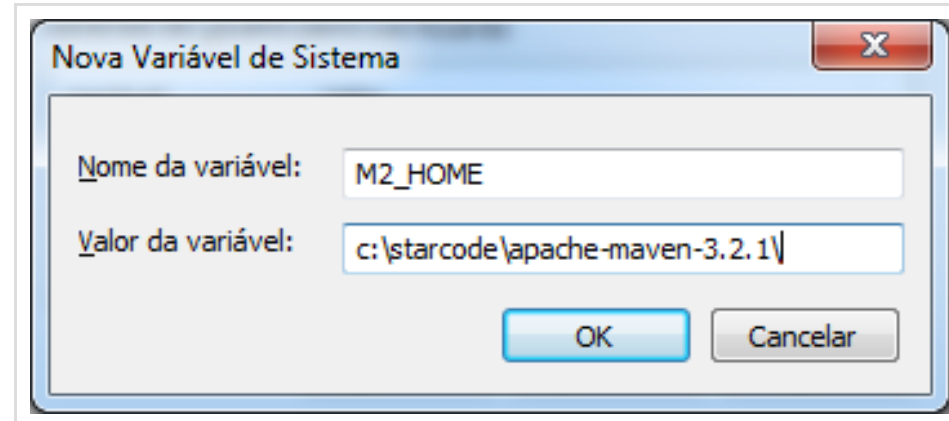 Nova Variável de Sistema
Nome da variável: M2_HOME
Valor da variável: c:\starcode\apache-maven-3.2.1\
OK Cancelar